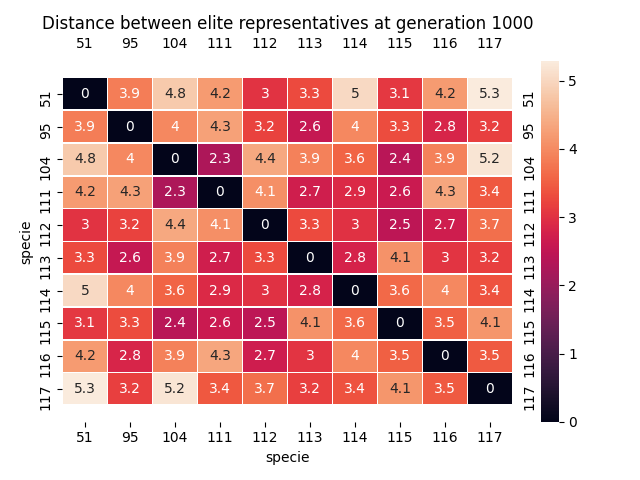 Distance between elite representatives at generation 1000
51 95 104 111 112 113 114 115 116 117
51 0 3.9 4.8 4.2 3 3.3 5 3.1 4.2 5.3 51
95 3.9 0 4 4.3 3.2 2.6 4 3.3 2.8 3.2 95
104 4.8 4 0 2.3 4.4 3.9 3.6 2.4 3.9 5.2 104
111 4.2 4.3 2.3 0 4.1 2.7 2.9 2.6 4.3 3.4 111
112 3 3.2 4.4 4.1 0 3.3 3 2.5 2.7 3.7 112
113 3.3 2.6 3.9 2.7 3.3 0 2.8 4.1 3 3.2 113
114 5 4 3.6 2.9 3 2.8 0 3.6 4 3.4 114
115 3.1 3.3 2.4 2.6 2.5 4.1 3.6 0 3.5 4.1 115
116 4.2 2.8 3.9 4.3 2.7 3 4 3.5 0 3.5 116
117 5.3 3.2 5.2 3.4 3.7 3.2 3.4 4.1 3.5 0 117
51 95 104 111 112 113 114 115 116 117
specie
specie
5
4
3
2
1
0